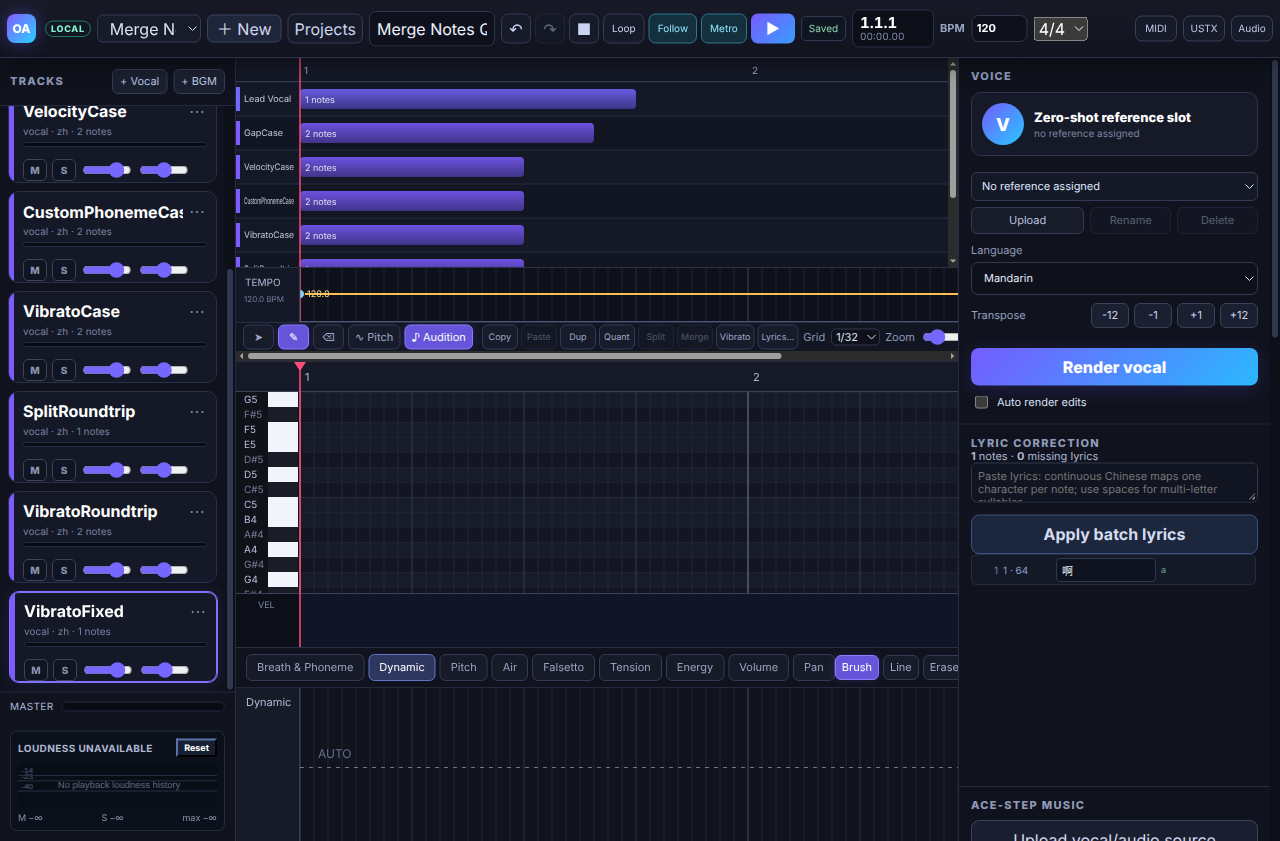 OA LOCAL Merge N + New Projects Merge Notes Q Loop Follow Metro Saved 1.1.1 00:00.00 BPM 120 4/4 MIDI USTX Audio
TRACKS + Vocal + BGM
VelocityCase ...
vocal · zh · 2 notes
M S
CustomPhonemeCas ...
vocal · zh · 2 notes
M S
VibratoCase ...
vocal · zh · 2 notes
M S
SplitRoundtrip ...
vocal · zh · 1 notes
M S
VibratoRoundtrip ...
vocal · zh · 2 notes
M S
VibratoFixed ...
vocal · zh · 1 notes
M S
MASTER
LOUDNESS UNAVAILABLE Reset
-14
-23
-40
No playback loudness history
M -∞ S -∞ max -∞
1 2
Lead Vocal 1 notes
GapCase 2 notes
VelocityCase 2 notes
CustomPhonemeCase 2 notes
VibratoCase 2 notes
TEMPO
120.0 BPM
120.0
Pitch Audition Copy Paste Dup Quant Split Merge Vibrato Lyrics... Grid 1/32 Zoom
1 2
G5
F#5
F5
E5
D#5
D5
C#5
C5
B4
A#4
A4
G#4
G4
VEL
Breath & Phoneme Dynamic Pitch Air Falsetto Tension Energy Volume Pan Brush Line Erase
Dynamic
AUTO
VOICE
V Zero-shot reference slot
no reference assigned
No reference assigned
Upload Rename Delete
Language
Mandarin
Transpose -12 -1 +1 +12
Render vocal
Auto render edits
LYRIC CORRECTION
1 notes · 0 missing lyrics
Paste lyrics: continuous Chinese maps one
character per note; use spaces for multi-letter
Apply batch lyrics
1 1 · 64 啊 a
ACE-STEP MUSIC
Upload vocal/audio source